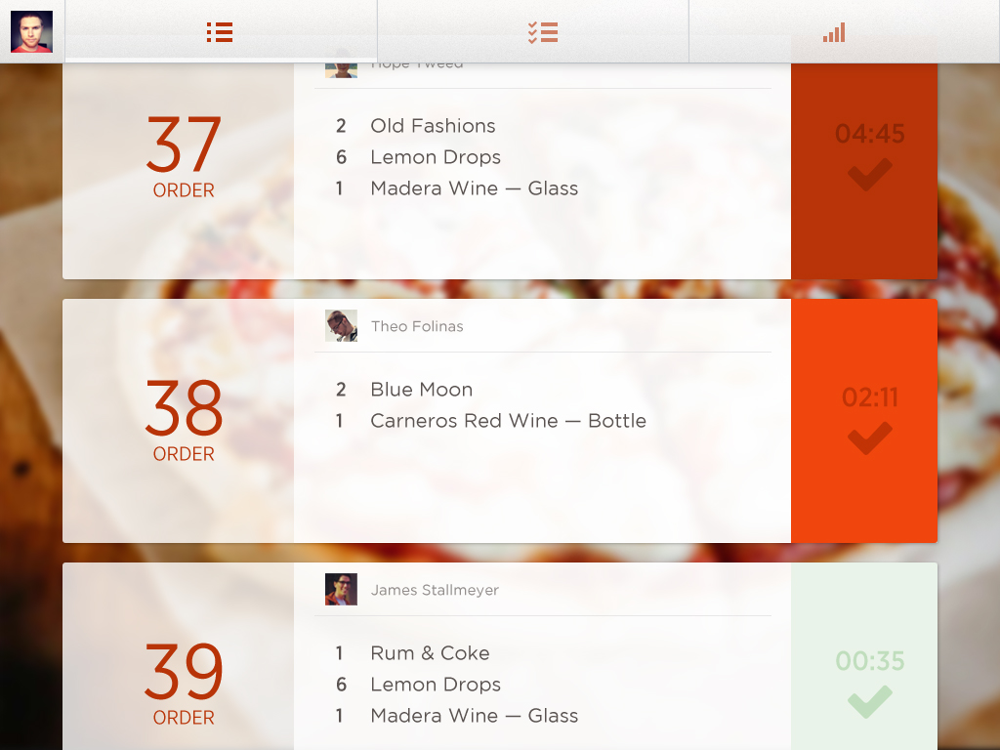 Hope Tweed
37
ORDER
2 Old Fashions
6 Lemon Drops
1 Madera Wine — Glass
04:45
Theo Folinas
38
ORDER
2 Blue Moon
1 Carneros Red Wine — Bottle
02:11
James Stallmeyer
39
ORDER
1 Rum & Coke
6 Lemon Drops
1 Madera Wine — Glass
00:35